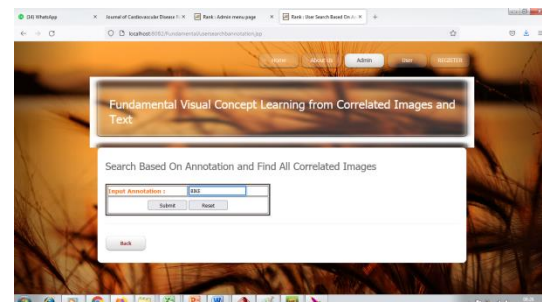 (34) WhatsApp
Journal of Cardiovascular Disease R
Rank : Admin menu page
Rank : User Search Based On A
localhost:8082/Fundamental/usersearchannotation.jsp
Home
About Us
Admin
User
REGISTER
Fundamental Visual Concept Learning from Correlated Images and
Text
Search Based On Annotation and Find All Correlated Images
Input Annotation :
Submit
Reset
Back